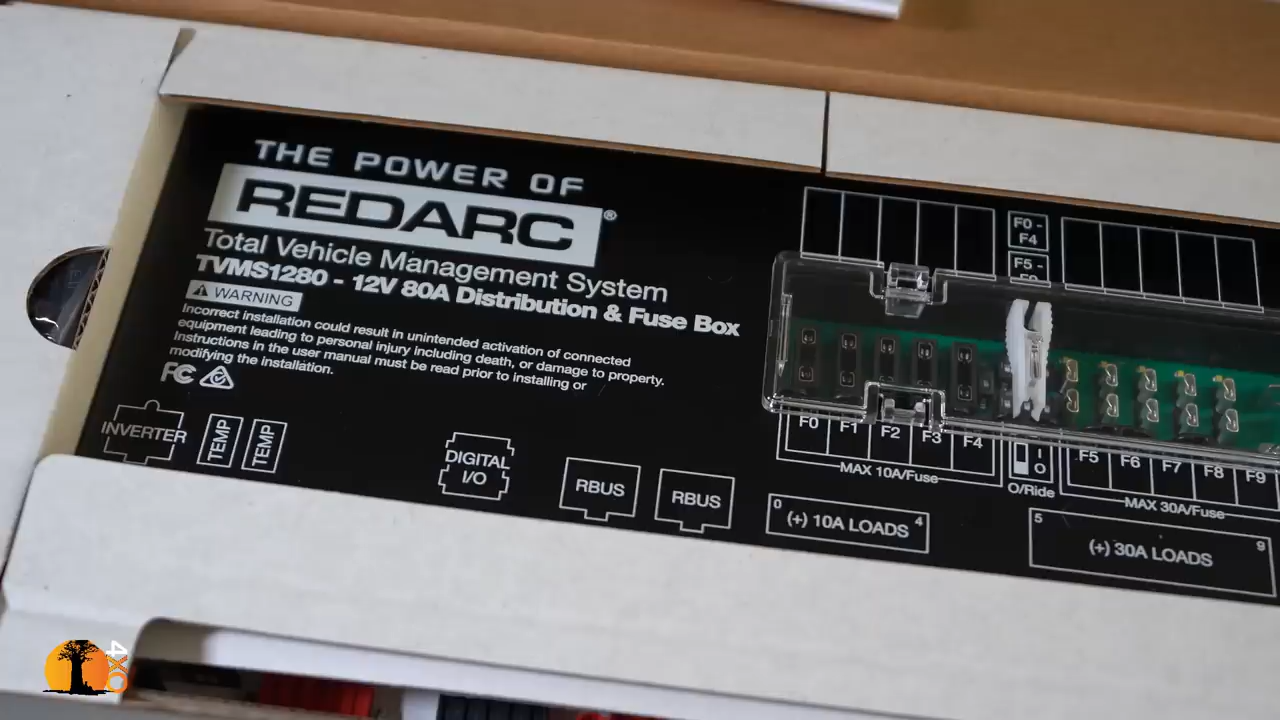 THE POWER OF
REDARC®
Total Vehicle Management System
TVMS1280 - 12V 80A Distribution & Fuse Box
WARNING
Incorrect installation could result in unintended activation of connected
equipment leading to personal injury including death, or damage to property.
Instructions in the user manual must be read prior to installing or
modifying the installation.
FC
INVERTER
TEMP
TEMP
DIGITAL
I/O
RBUS
RBUS
F0 -
F4
F5 -
F9
F0 F1 F2 F3 F4
MAX 10A/Fuse
I
O
O/Ride
F5 F6 F7 F8 F9
MAX 30A/Fuse
0 (+) 10A LOADS 4
5 (+) 30A LOADS 9
4XO